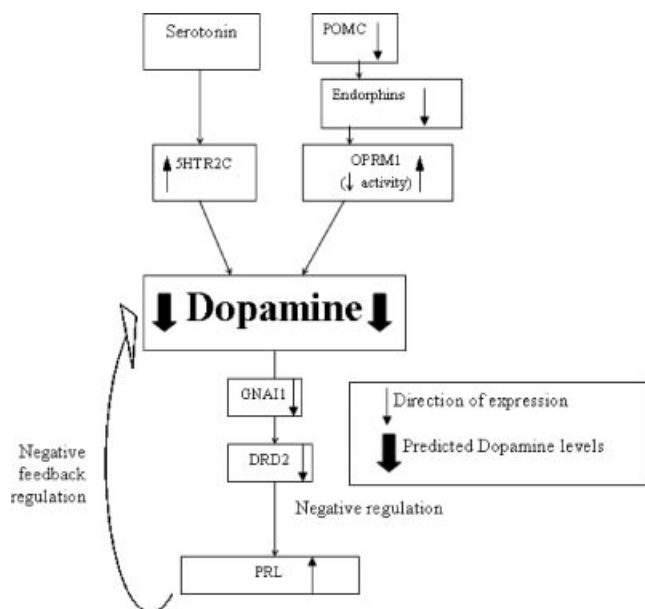 Serotonin
POMC
Endorphins
5HTR2C
OPRM1
(↓ activity)
Dopamine
GNAI1
DRD2
Negative regulation
PRL
Negative
feedback
regulation
Direction of expression
Predicted Dopamine levels